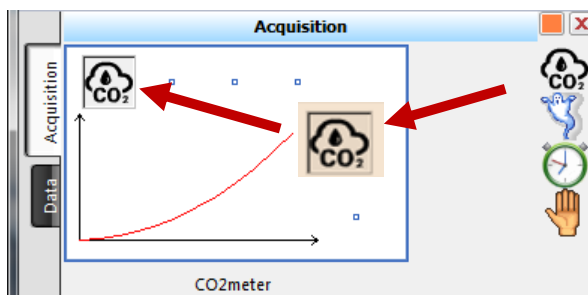 Acquisition
Acquisition
Data
CO₂
CO₂
CO₂
CO2meter